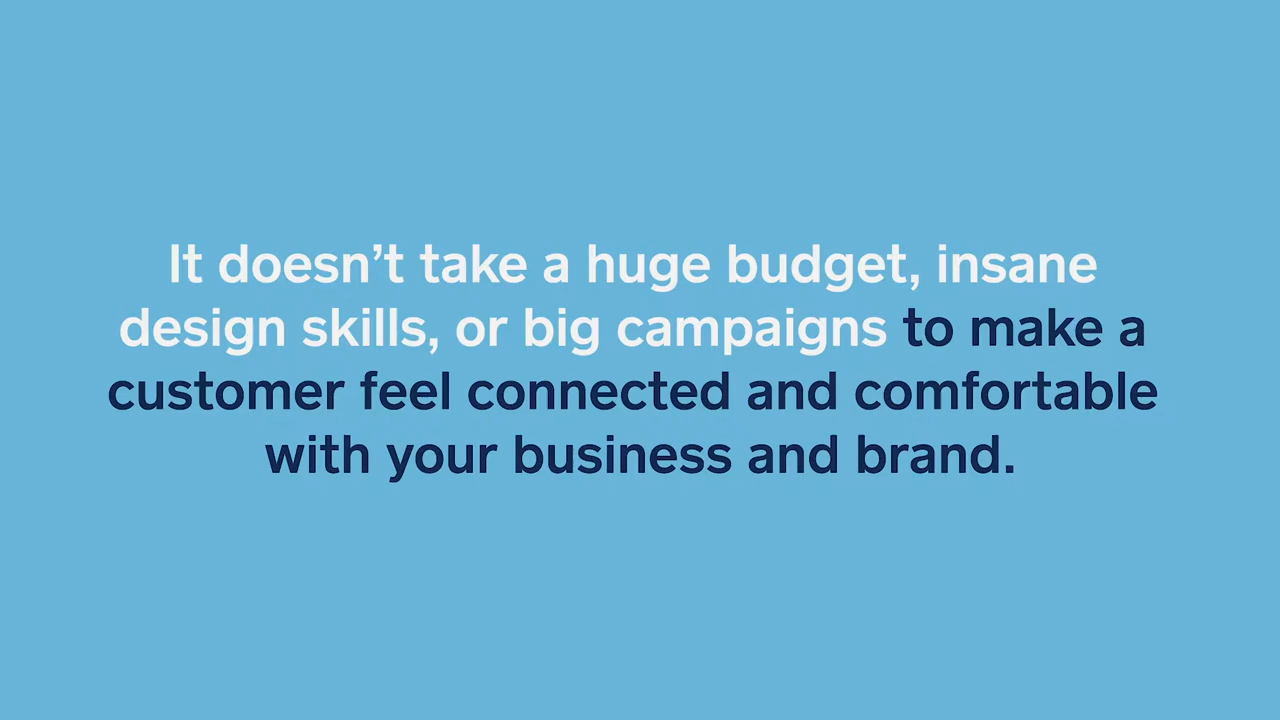 It doesn’t take a huge budget, insane
design skills, or big campaigns to make a
customer feel connected and comfortable
with your business and brand.